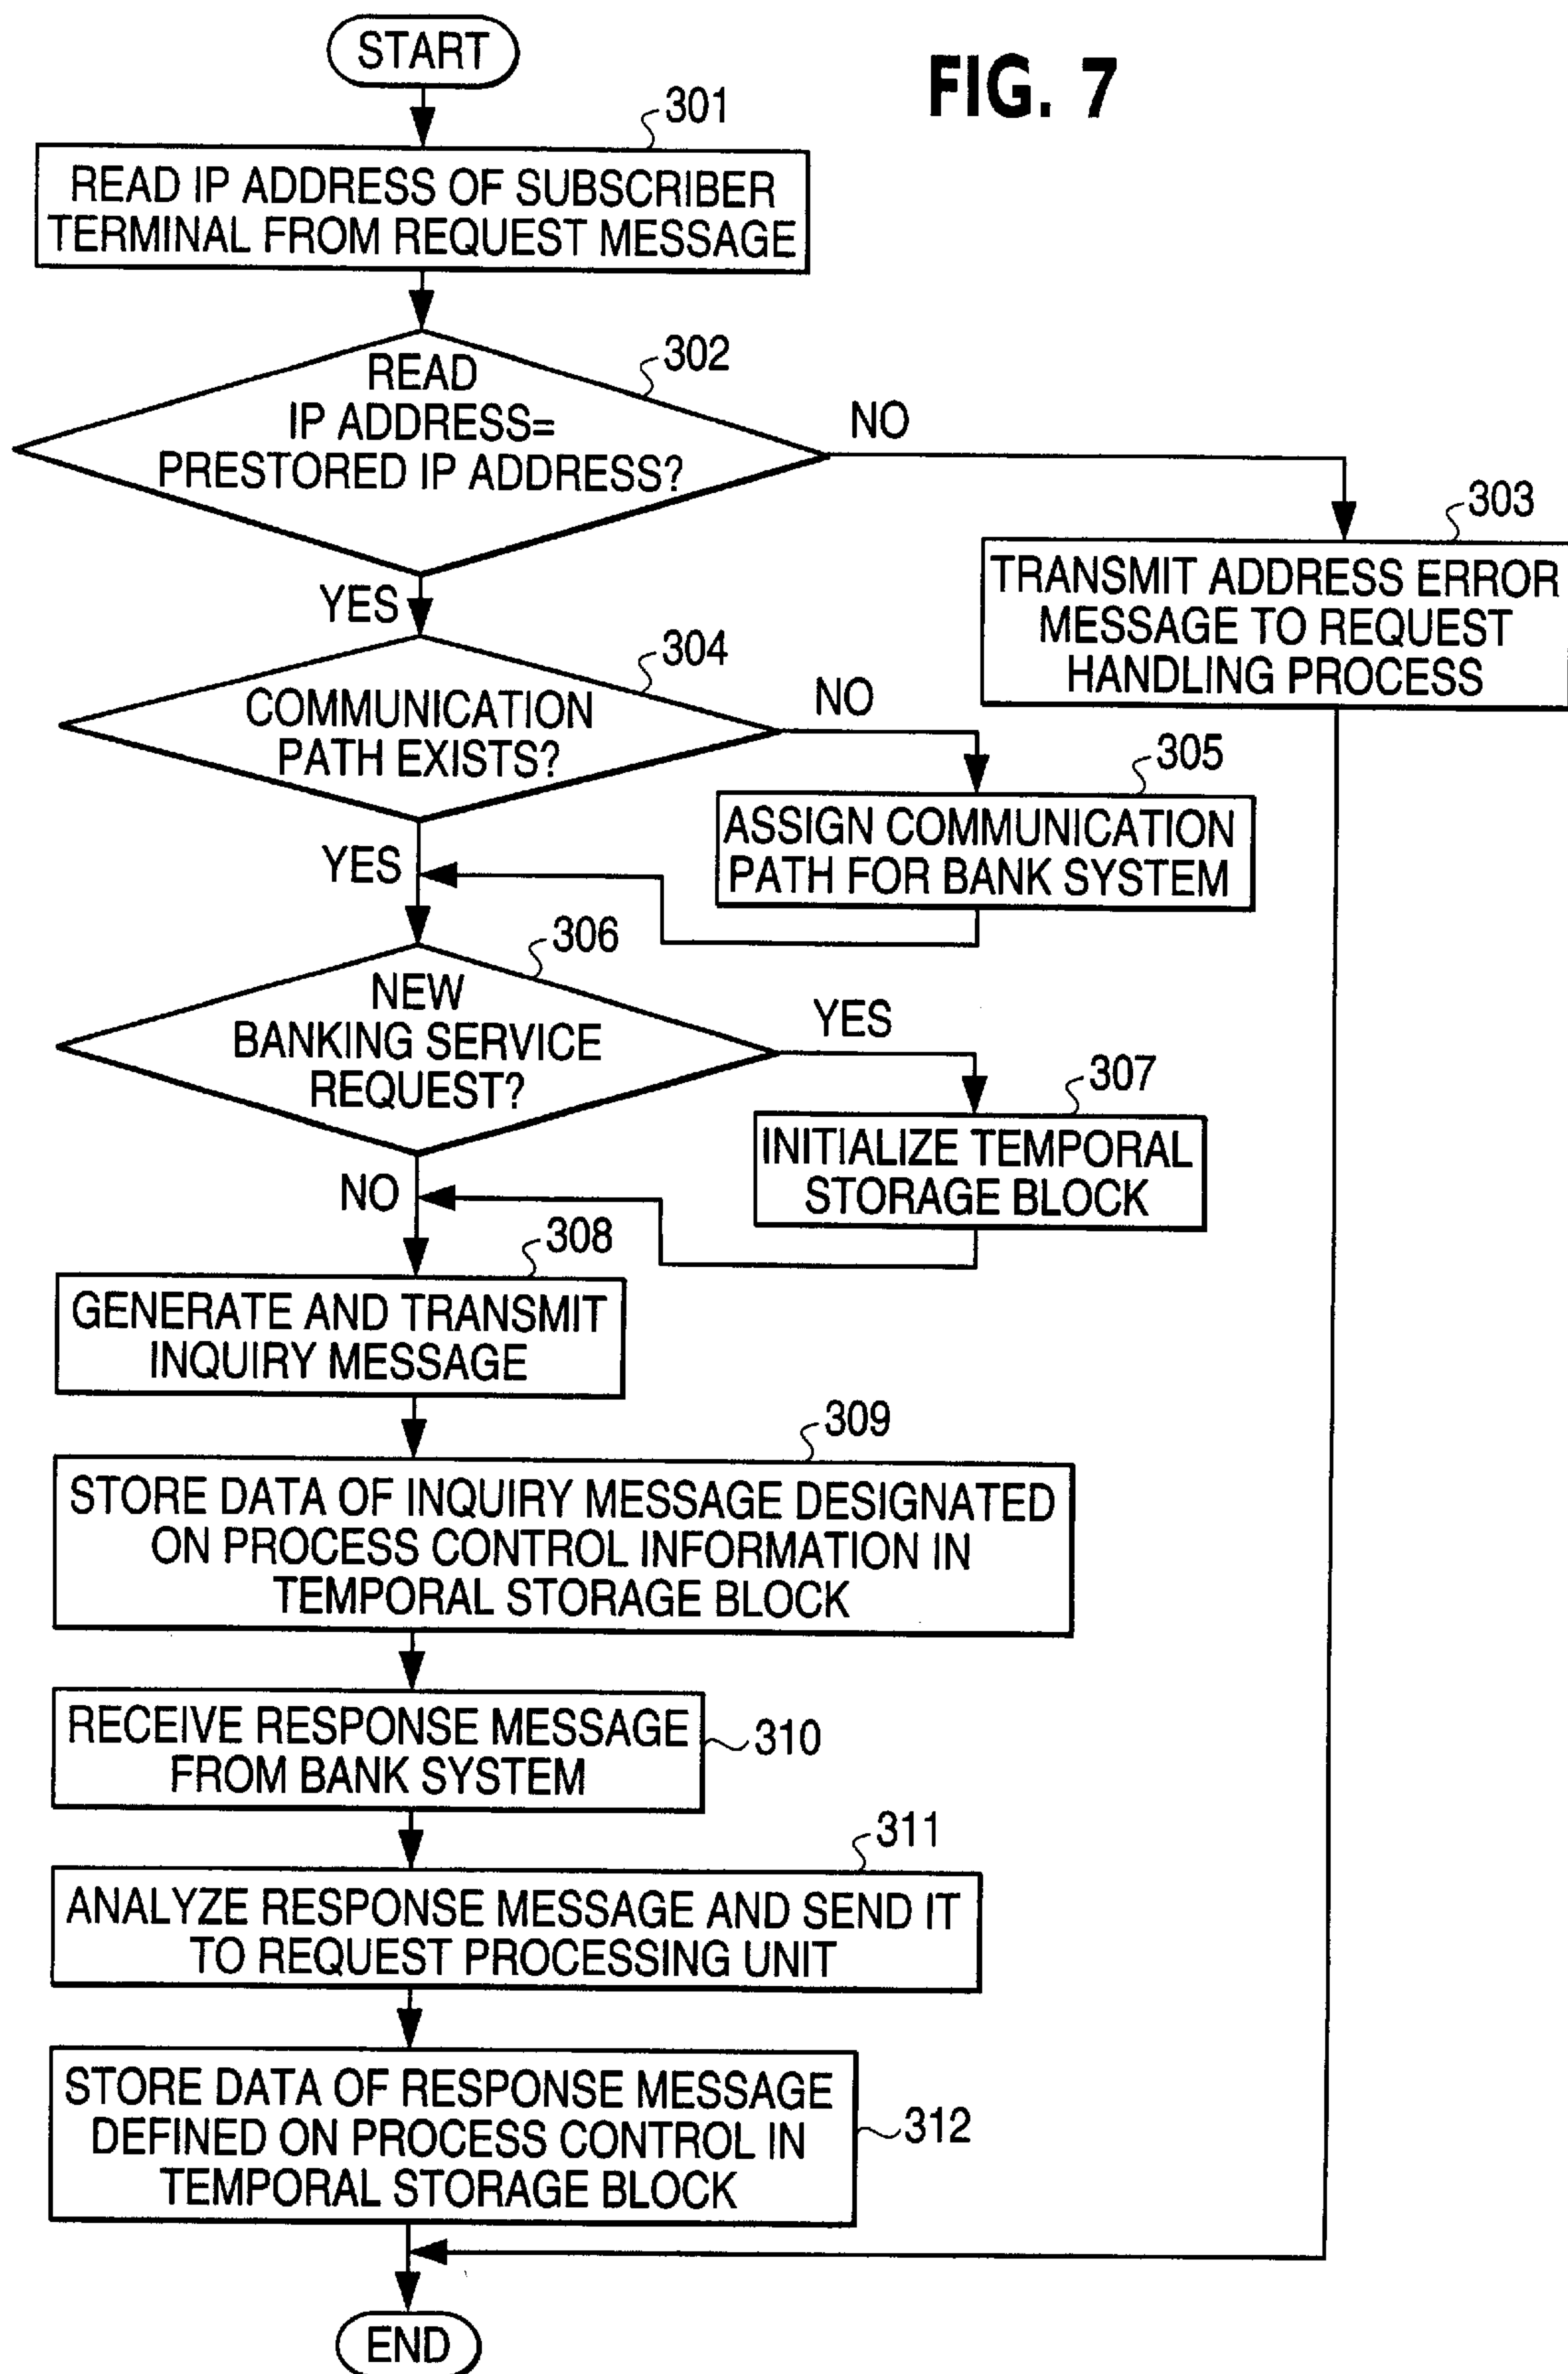 START
FIG. 7
301
READ IP ADDRESS OF SUBSCRIBER
TERMINAL FROM REQUEST MESSAGE
302
READ
IP ADDRESS=
PRESTORED IP ADDRESS?
NO
303
TRANSMIT ADDRESS ERROR
MESSAGE TO REQUEST
HANDLING PROCESS
YES
304
COMMUNICATION
PATH EXISTS?
NO
305
ASSIGN COMMUNICATION
PATH FOR BANK SYSTEM
YES
306
NEW
BANKING SERVICE
REQUEST?
YES
307
INITIALIZE TEMPORAL
STORAGE BLOCK
NO
308
GENERATE AND TRANSMIT
INQUIRY MESSAGE
309
STORE DATA OF INQUIRY MESSAGE DESIGNATED
ON PROCESS CONTROL INFORMATION IN
TEMPORAL STORAGE BLOCK
RECEIVE RESPONSE MESSAGE
FROM BANK SYSTEM
310
311
ANALYZE RESPONSE MESSAGE AND SEND IT
TO REQUEST PROCESSING UNIT
STORE DATA OF RESPONSE MESSAGE
DEFINED ON PROCESS CONTROL IN
TEMPORAL STORAGE BLOCK
312
END